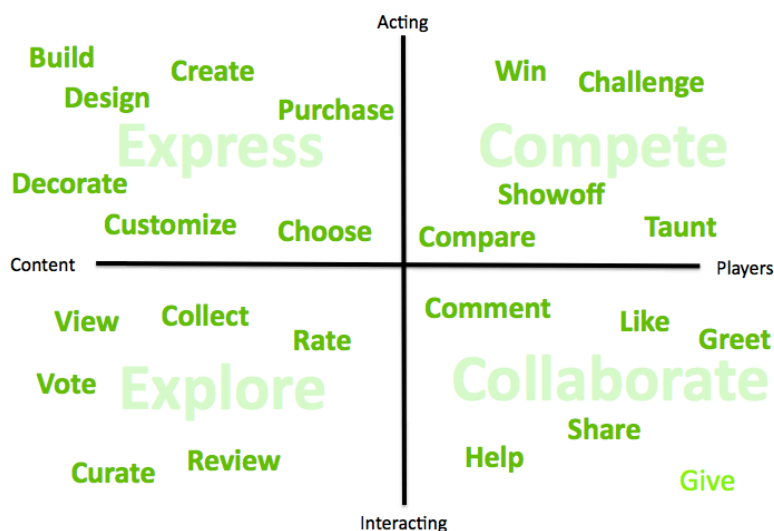 Acting
Build
Create
Design
Purchase
Express
Decorate
Customize
Choose
Win
Challenge
Compete
Showoff
Taunt
Compare
Content
Players
View
Collect
Rate
Explore
Vote
Curate
Review
Comment
Like
Greet
Collaborate
Share
Help
Give
Interacting